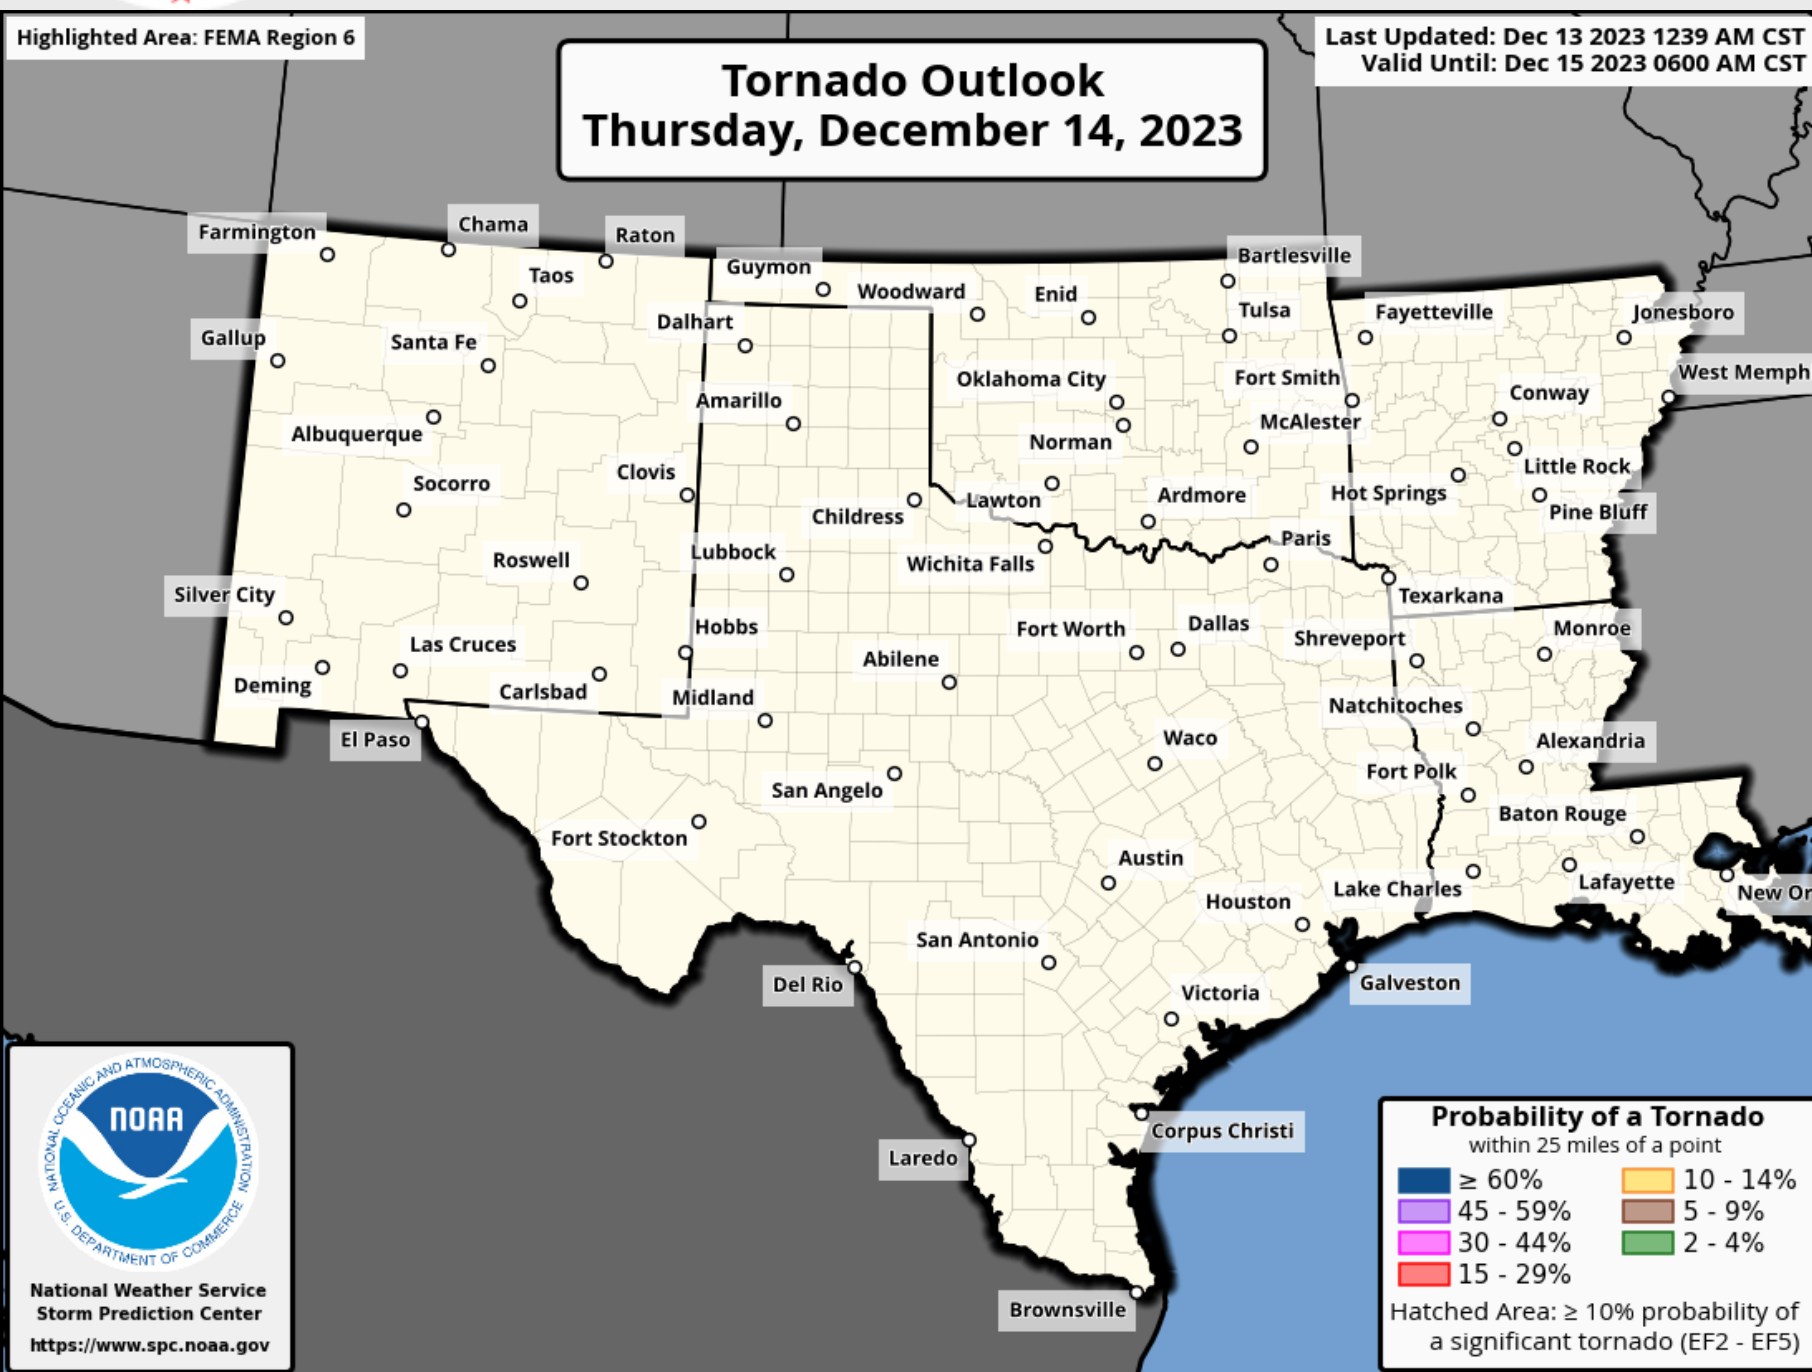 Highlighted Area: FEMA Region 6
Tornado Outlook
Thursday, December 14, 2023
Last Updated: Dec 13 2023 1239 AM CST
Valid Until: Dec 15 2023 0600 AM CST
Farmington
Chama
Raton
Taos
Guymon
Woodward
Enid
Bartlesville
Tulsa
Fayetteville
Jonesboro
Gallup
Santa Fe
Dalhart
Oklahoma City
Fort Smith
West Memph
Conway
Albuquerque
Amarillo
Norman
McAlester
Little Rock
Socorro
Clovis
Childress
Lawton
Ardmore
Hot Springs
Pine Bluff
Roswell
Lubbock
Wichita Falls
Paris
Silver City
Texarkana
Las Cruces
Hobbs
Fort Worth
Dallas
Shreveport
Monroe
Deming
Carlsbad
Midland
Abilene
Natchitoches
El Paso
Waco
Alexandria
San Angelo
Fort Polk
Fort Stockton
Baton Rouge
Austin
Houston
Lake Charles
Lafayette
New Or
San Antonio
Del Rio
Victoria
Galveston
Corpus Christi
Laredo
Brownsville
NATIONAL OCEANIC AND ATMOSPHERIC ADMINISTRATION
NOAA
U.S. DEPARTMENT OF COMMERCE
National Weather Service
Storm Prediction Center
https://www.spc.noaa.gov
Probability of a Tornado
within 25 miles of a point
≥ 60%
10 - 14%
45 - 59%
5 - 9%
30 - 44%
2 - 4%
15 - 29%
Hatched Area: ≥ 10% probability of
a significant tornado (EF2 - EF5)